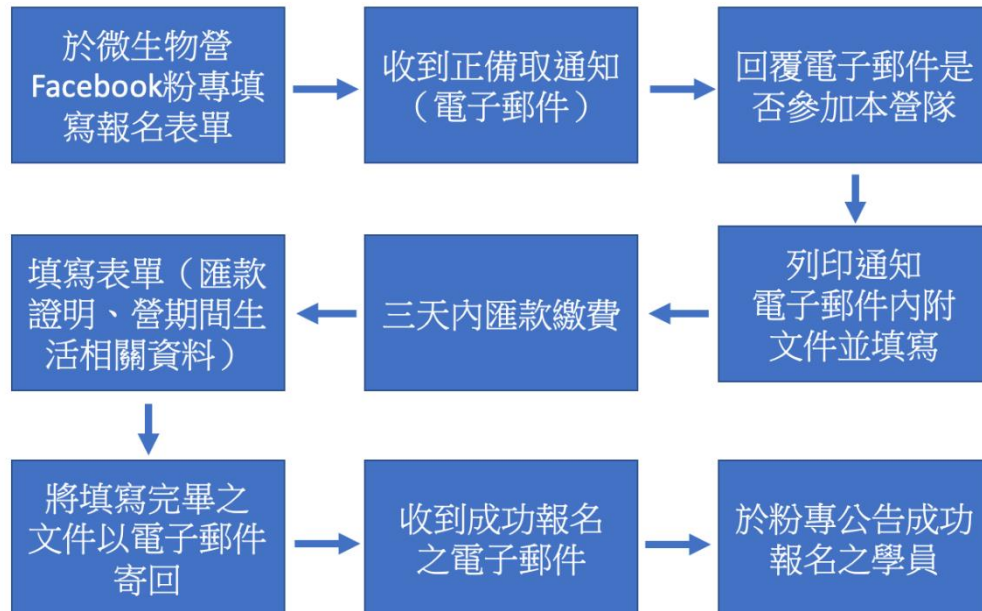 於微生物營
Facebook粉專填
寫報名表單
收到正備取通知
（電子郵件）
回覆電子郵件是
否參加本營隊
列印通知
電子郵件內附
文件並填寫
三天內匯款繳費
填寫表單（匯款
證明、營期間生
活相關資料）
將填寫完畢之
文件以電子郵件
寄回
收到成功報名
之電子郵件
於粉專公告成功
報名之學員